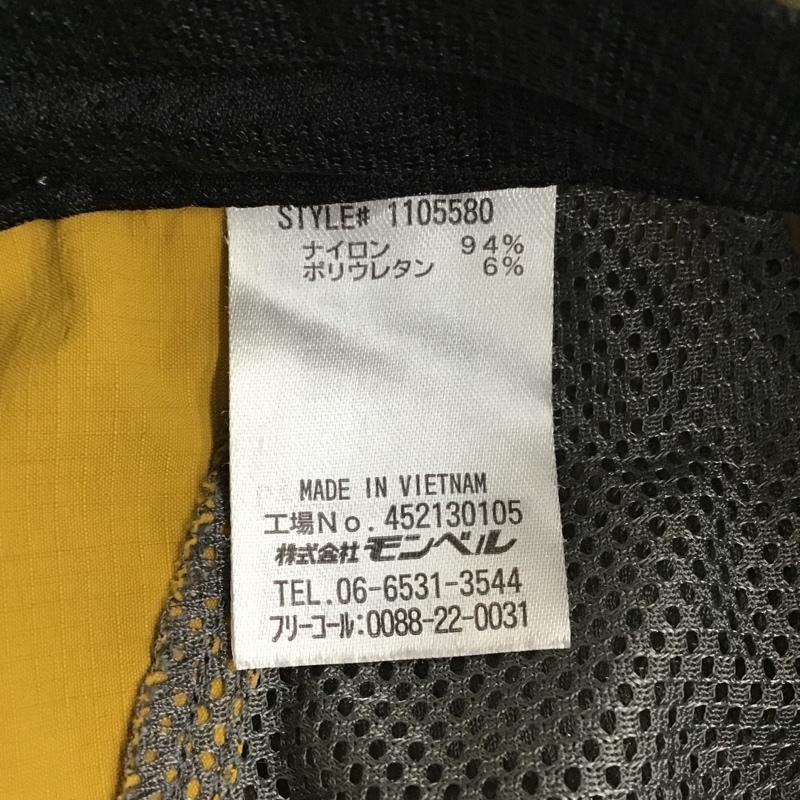 STYLE# 1105580
ナイロン 94%
ポリウレタン 6%
MADE IN VIETNAM
工場No.452130105
株式会社モンベル
TEL.06-6531-3544
フリーコール:0088-22-0031